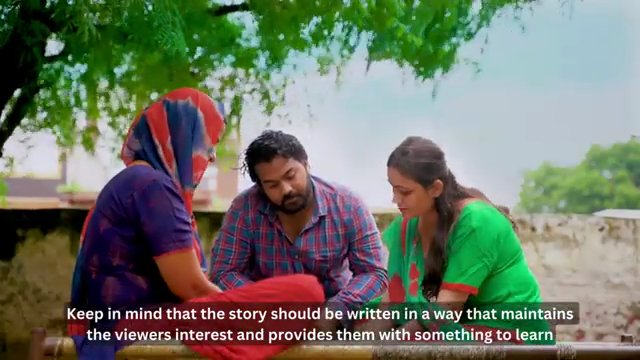 Keep in mind that the story should be written in a way that maintains
the viewers interest and provides them with something to learn